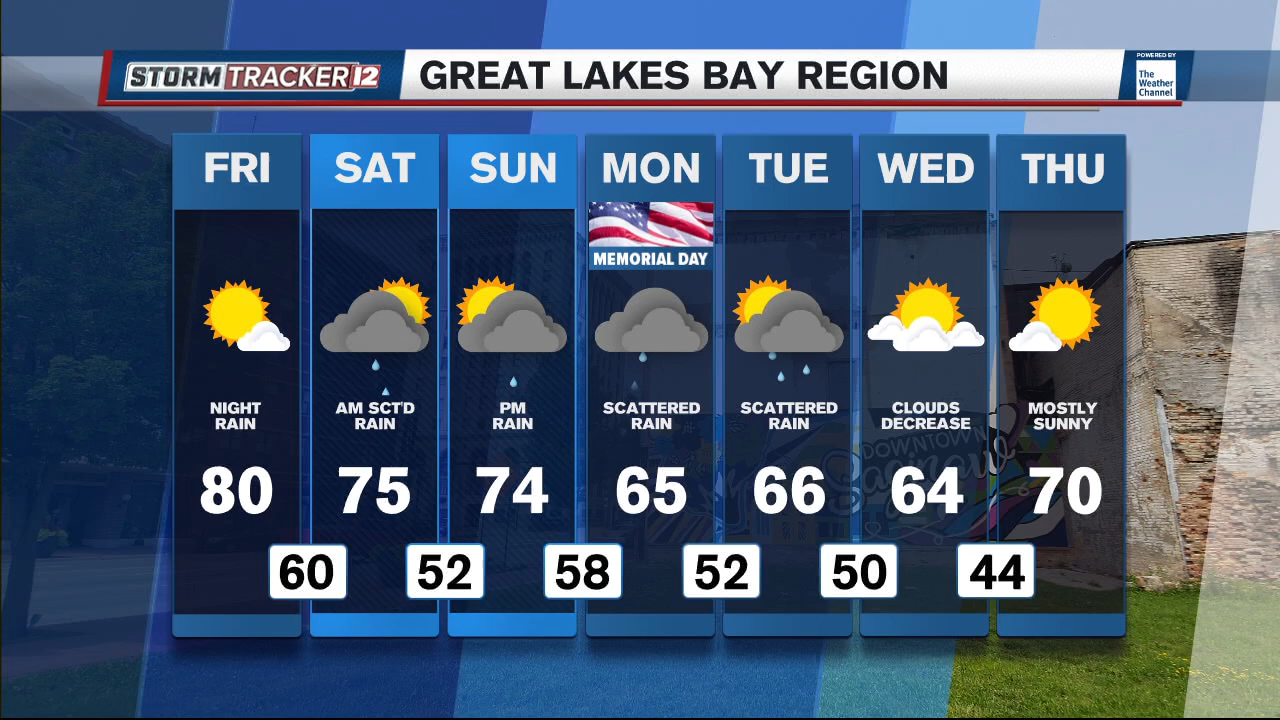 STORMTRACKER12
GREAT LAKES BAY REGION
POWERED BY
The
Weather
Channel
FRI
SAT
SUN
MON
TUE
WED
THU
MEMORIAL DAY
NIGHT
RAIN
AM SCT'D
RAIN
PM
RAIN
SCATTERED
RAIN
SCATTERED
RAIN
CLOUDS
DECREASE
MOSTLY
SUNNY
80
75
74
65
66
64
70
60
52
58
52
50
44
DOWNTOWN
Saginaw